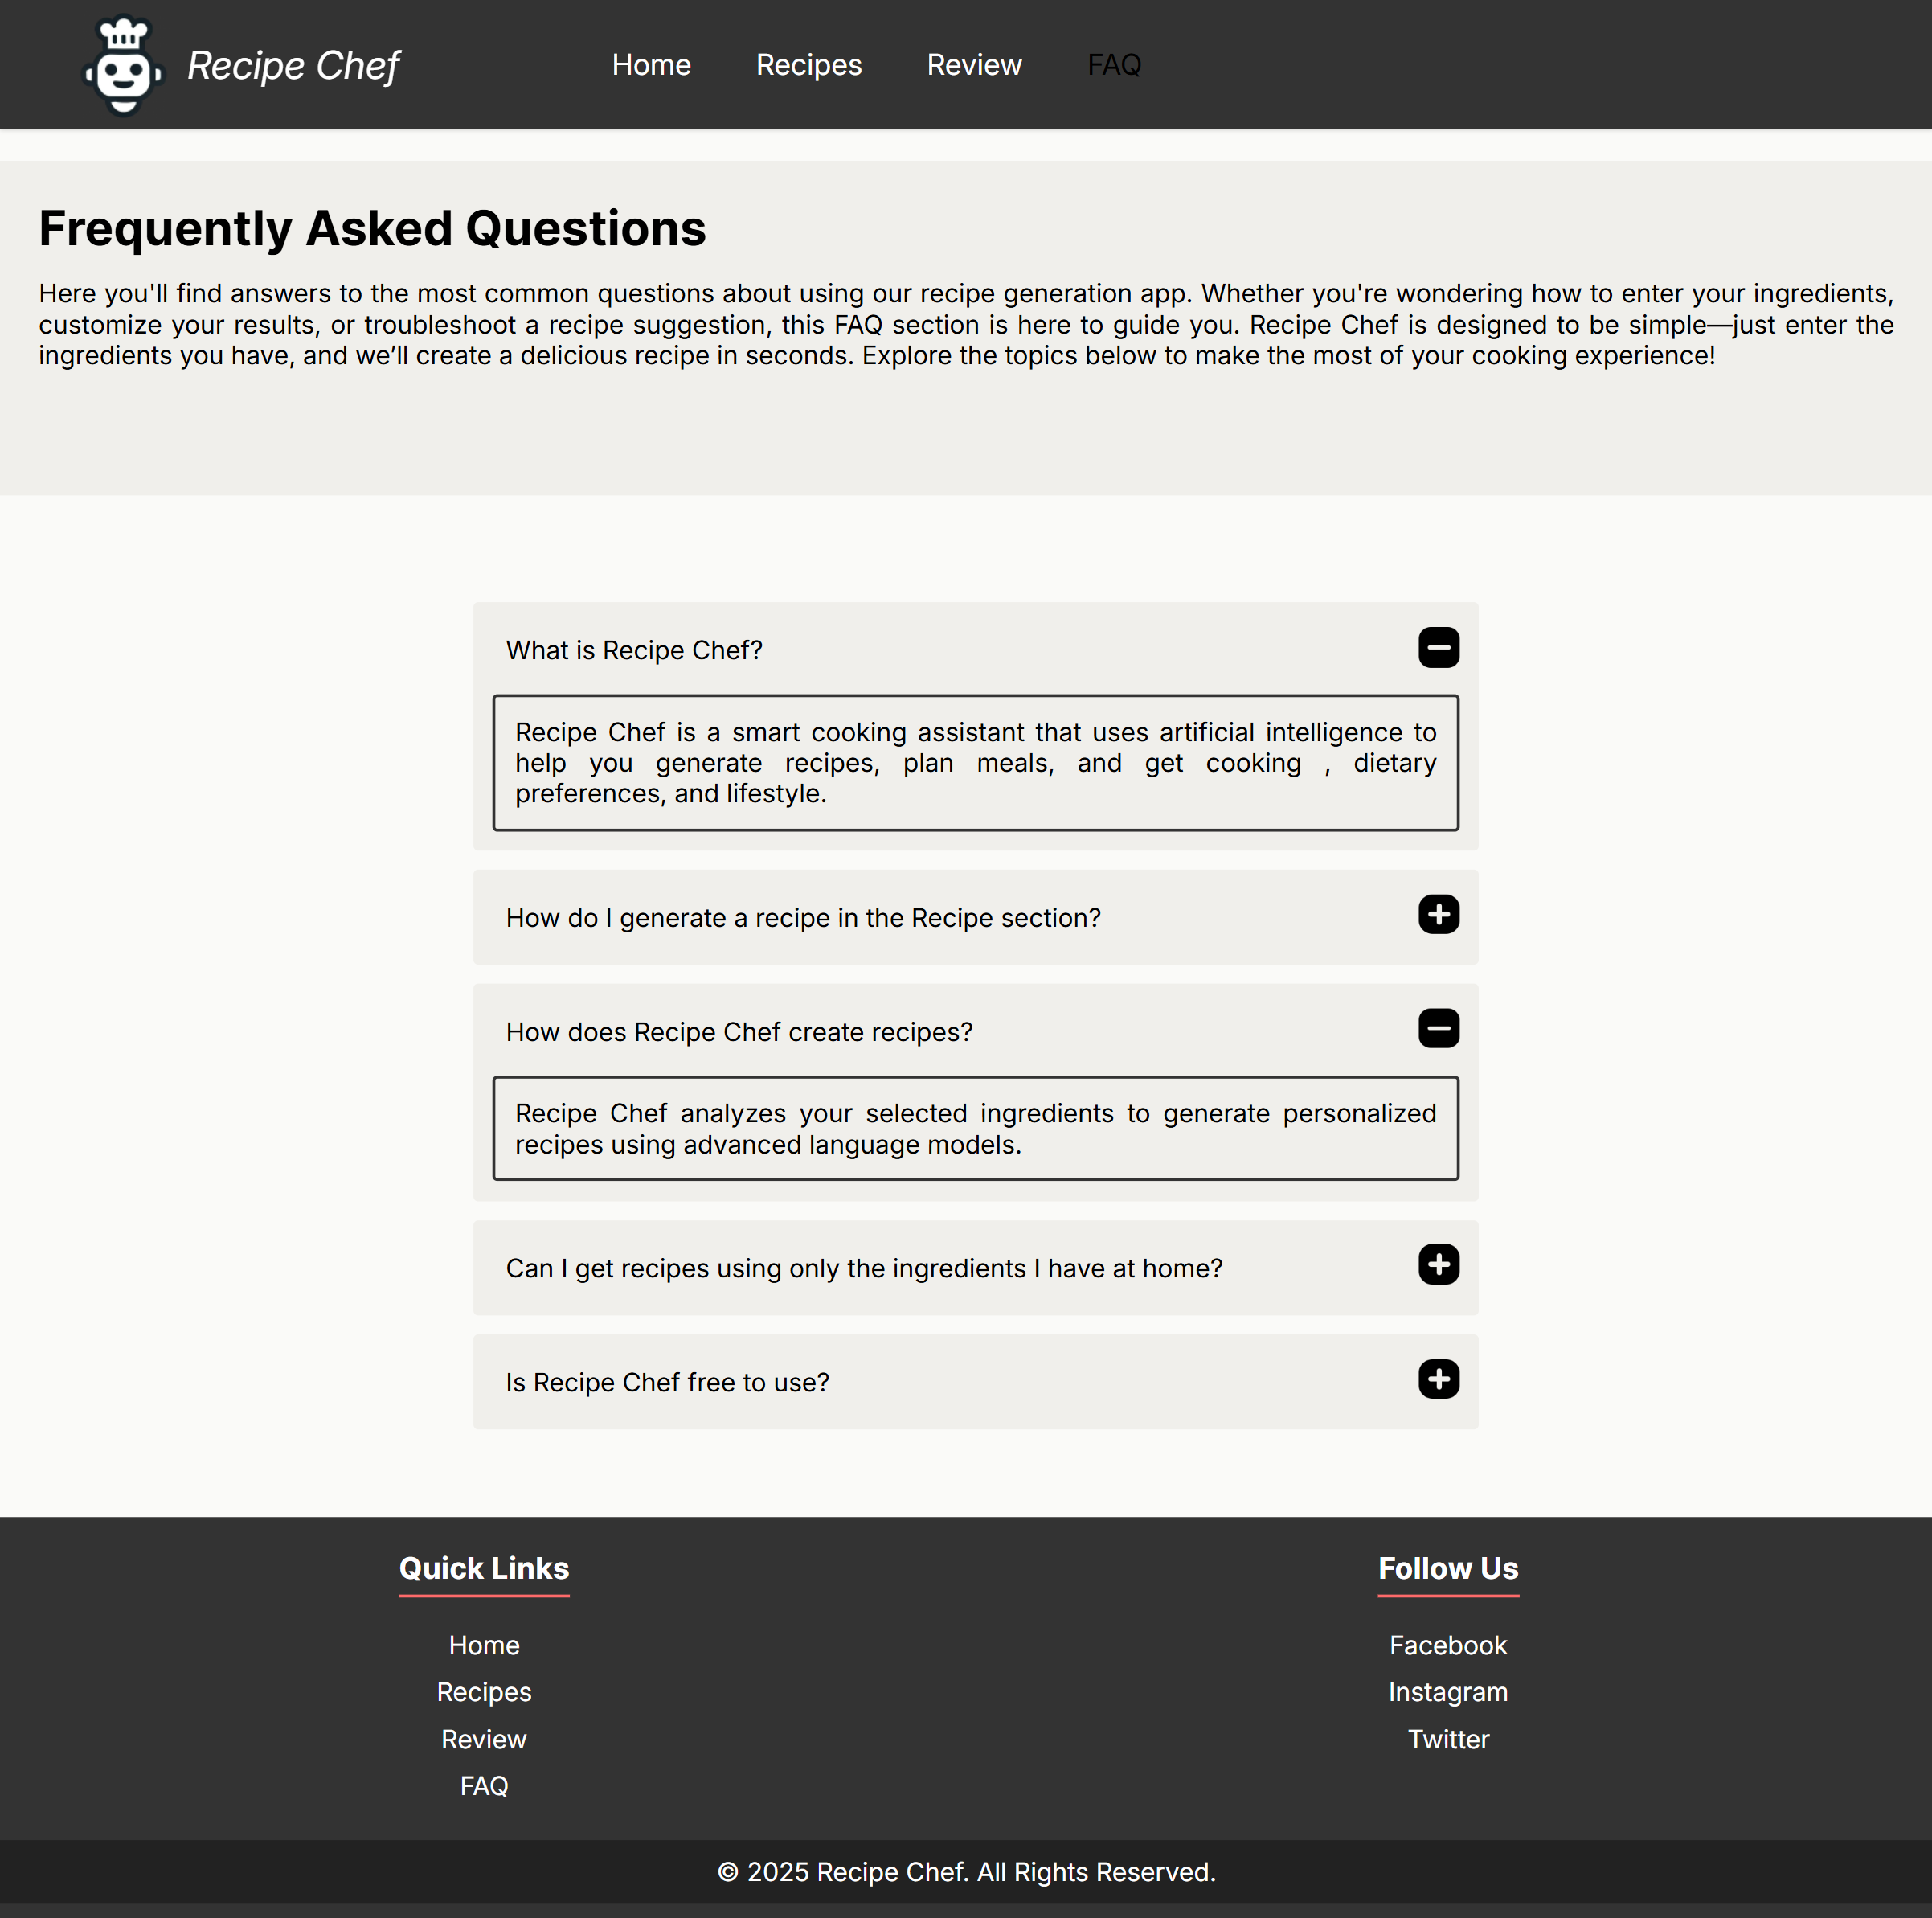 Recipe Chef
Home
Recipes
Review
FAQ
Frequently Asked Questions
Here you'll find answers to the most common questions about using our recipe generation app. Whether you're wondering how to enter your ingredients,
customize your results, or troubleshoot a recipe suggestion, this FAQ section is here to guide you. Recipe Chef is designed to be simple—just enter the
ingredients you have, and we’ll create a delicious recipe in seconds. Explore the topics below to make the most of your cooking experience!
What is Recipe Chef?
Recipe Chef is a smart cooking assistant that uses artificial intelligence to
help you generate recipes, plan meals, and get cooking , dietary
preferences, and lifestyle.
How do I generate a recipe in the Recipe section?
How does Recipe Chef create recipes?
Recipe Chef analyzes your selected ingredients to generate personalized
recipes using advanced language models.
Can I get recipes using only the ingredients I have at home?
Is Recipe Chef free to use?
Quick Links
Home
Recipes
Review
FAQ
Follow Us
Facebook
Instagram
Twitter
© 2025 Recipe Chef. All Rights Reserved.